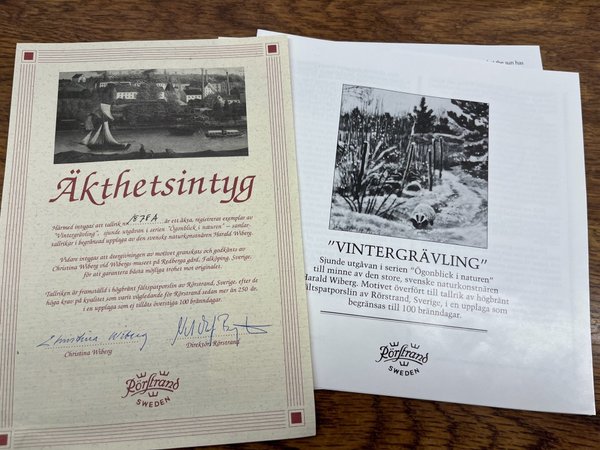 Äkthetsintyg
Härmed intygas att tallrik n:r 1878A är ett äkta, registrerat exemplar av
"Vintergrävling", sjunde utgåvan i serien "Ögonblick i naturen" – samlar-
tallrikar i begränsad upplaga av den svenske naturkonstnären Harald Wiberg.
Vidare intygas att återgivningen av motivet granskats och godkänts av
Christina Wiberg vid Wiberg-museet på Redbergs gård, Falköping, Sverige,
för att garantera bästa möjliga trohet mot originalet.
Tallriken är framställd i högbränt Fältspatporslin av Rörstrand, Sverige, efter de
höga krav på kvalitet som varit vägledande för Rörstrand sedan mer än 250 år,
i en upplaga som ej tillåts överstiga 100 bränndagar.
Christina Wiberg
Christina Wiberg
Direktör, Rörstrand
Rörstrand
SWEDEN
"VINTERGRÄVLING"
Sjunde utgåvan i serien "Ögonblick i naturen"
till minne av den store, svenske naturkonstnären
Harald Wiberg. Motivet överfört till tallrik av högbränt
fältspatporslin av Rörstrand, Sverige, i en upplaga som
begränsas till 100 bränndagar.
Rörstrand
SWEDEN